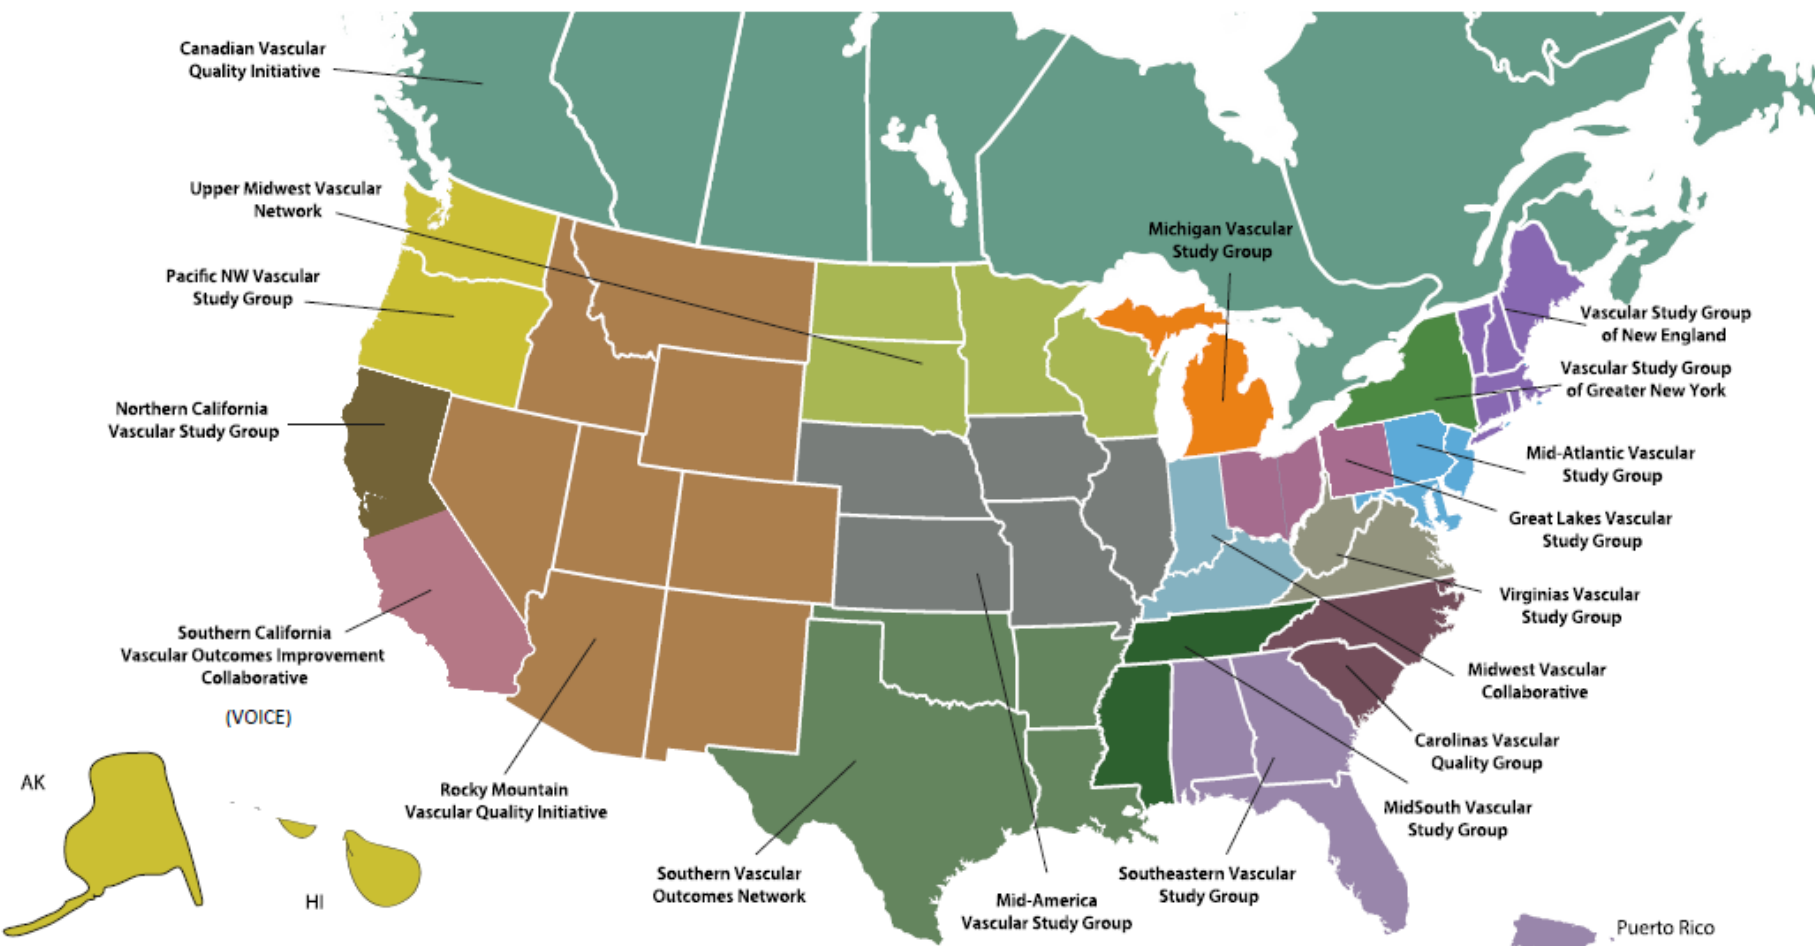 Canadian Vascular
Quality Initiative
Upper Midwest Vascular
Network
Michigan Vascular
Study Group
Pacific NW Vascular
Study Group
Vascular Study Group
of New England
Vascular Study Group
of Greater New York
Northern California
Vascular Study Group
Mid-Atlantic Vascular
Study Group
Great Lakes Vascular
Study Group
Virginias Vascular
Study Group
Southern California
Vascular Outcomes Improvement
Collaborative
(VOICE)
Midwest Vascular
Collaborative
Carolinas Vascular
Quality Group
AK
Rocky Mountain
Vascular Quality Initiative
MidSouth Vascular
Study Group
HI
Southern Vascular
Outcomes Network
Mid-America
Vascular Study Group
Southeastern Vascular
Study Group
Puerto Rico